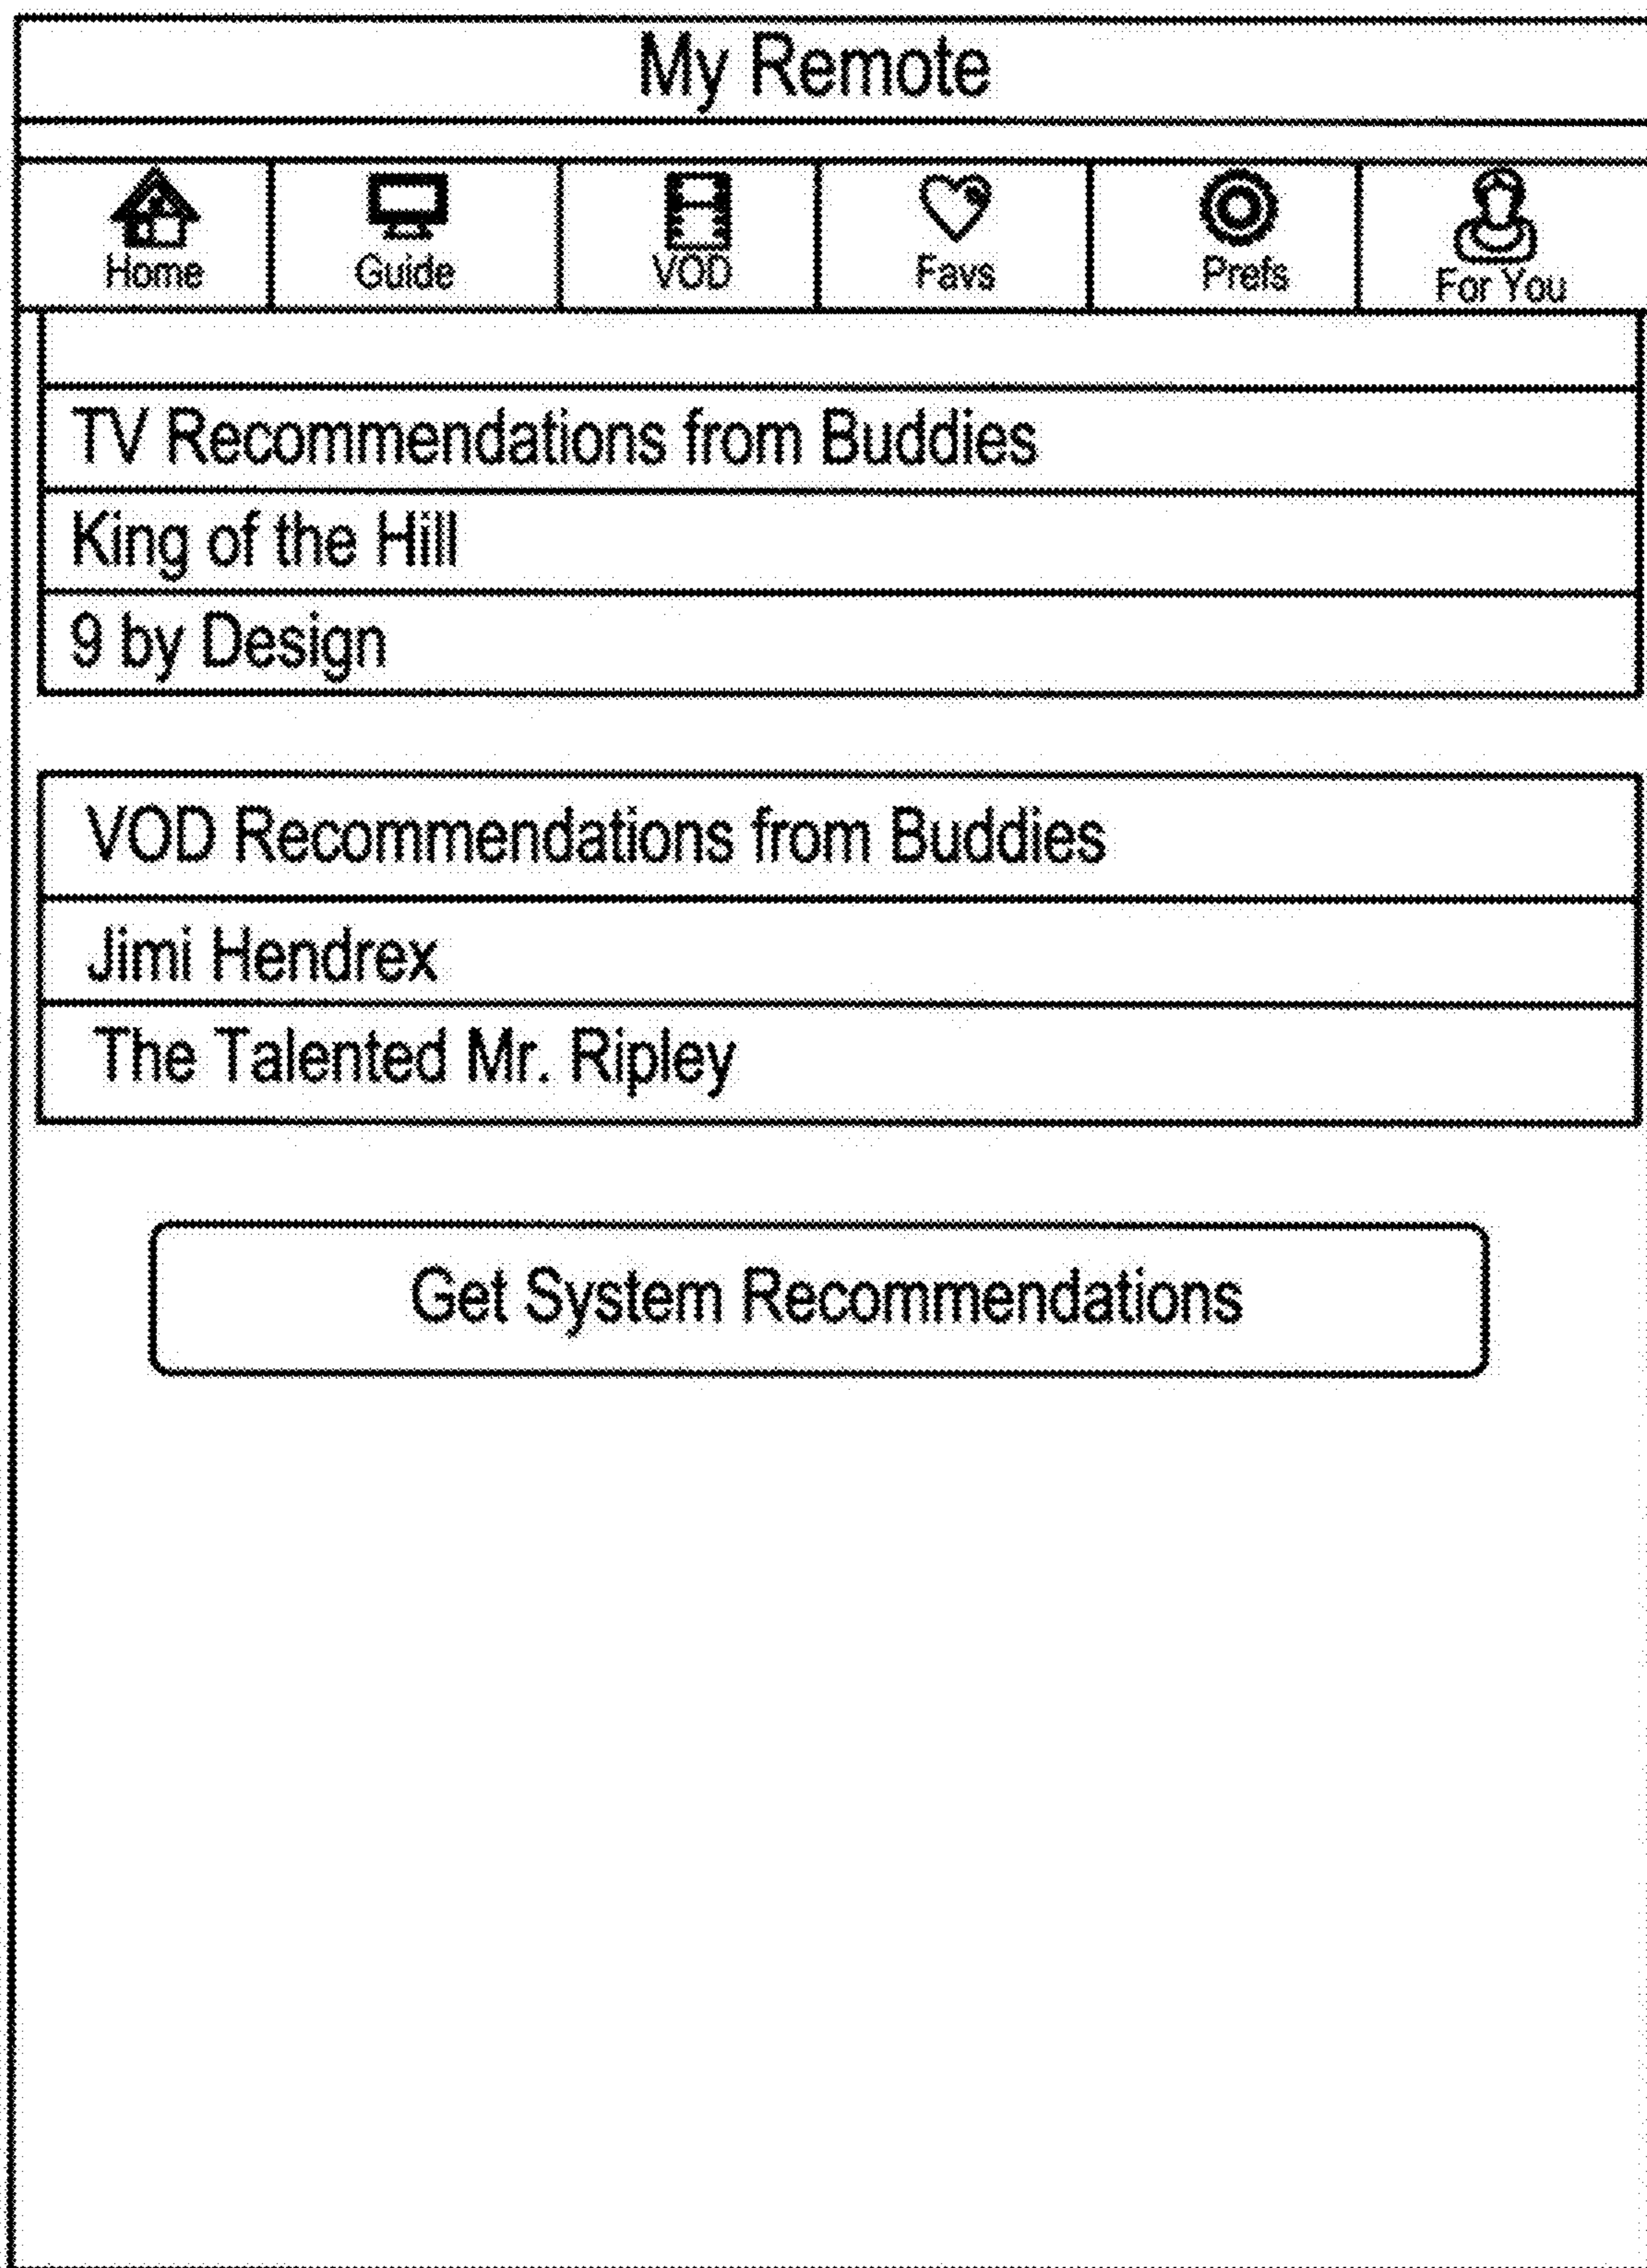 My Remote
Home Guide VOD Favs Prefs For You
TV Recommendations from Buddies
King of the Hill
9 by Design
VOD Recommendations from Buddies
Jimi Hendrex
The Talented Mr. Ripley
Get System Recommendations